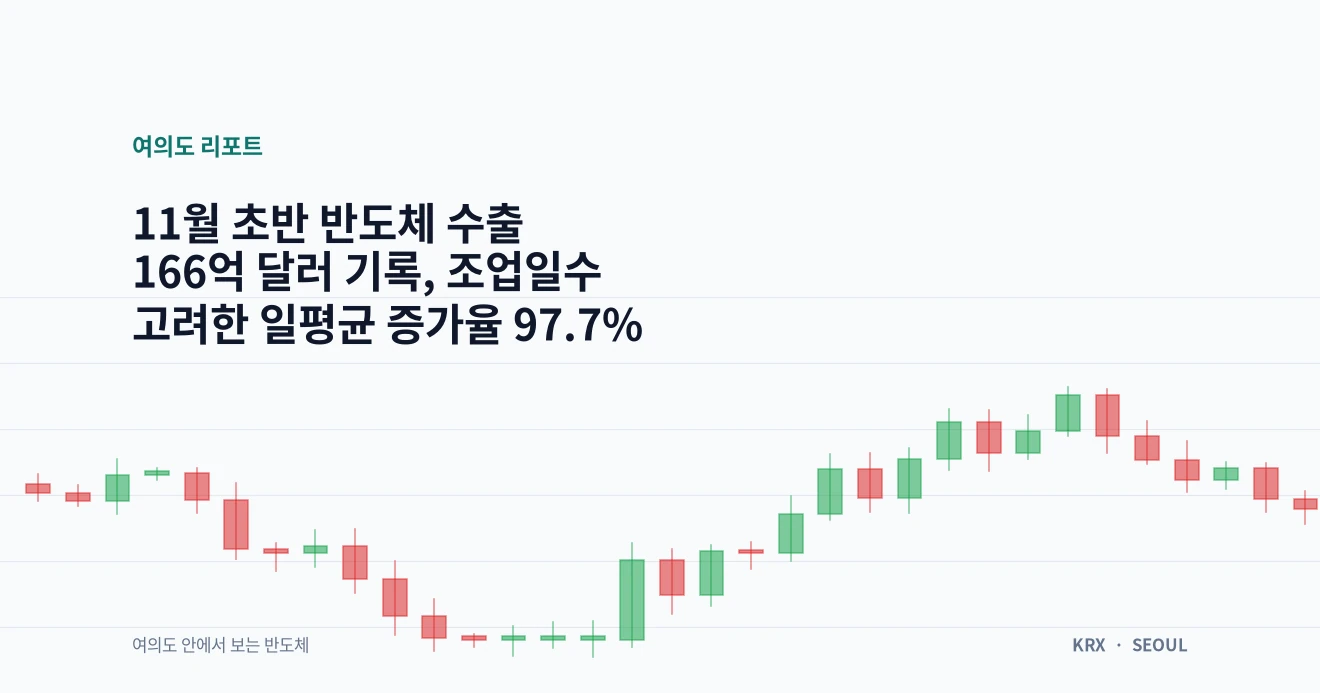 여의도 리포트
11월 초반 반도체 수출
166억 달러 기록, 조업일수
고려한 일평균 증가율 97.7%
여의도 안에서 보는 반도체
KRX · SEOUL